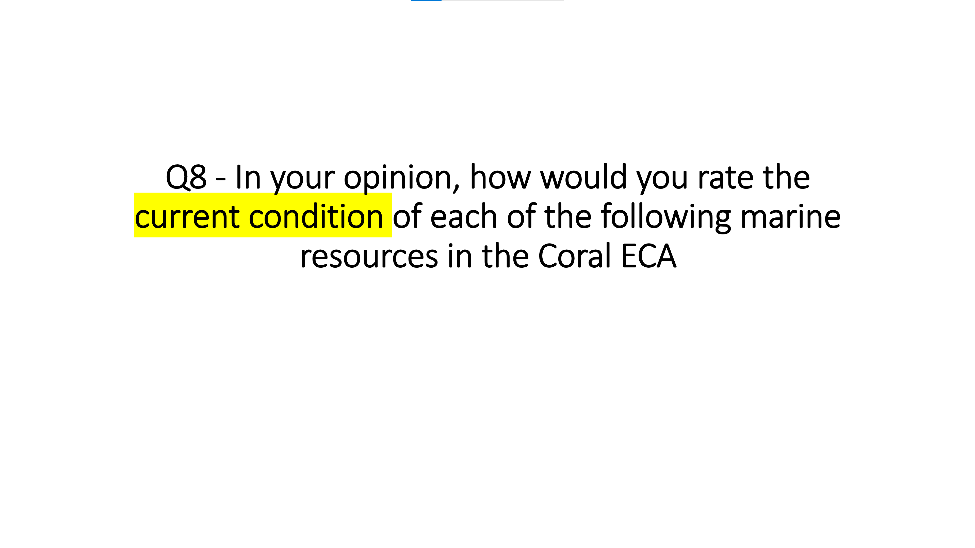 Q8 - In your opinion, how would you rate the
current condition of each of the following marine
resources in the Coral ECA